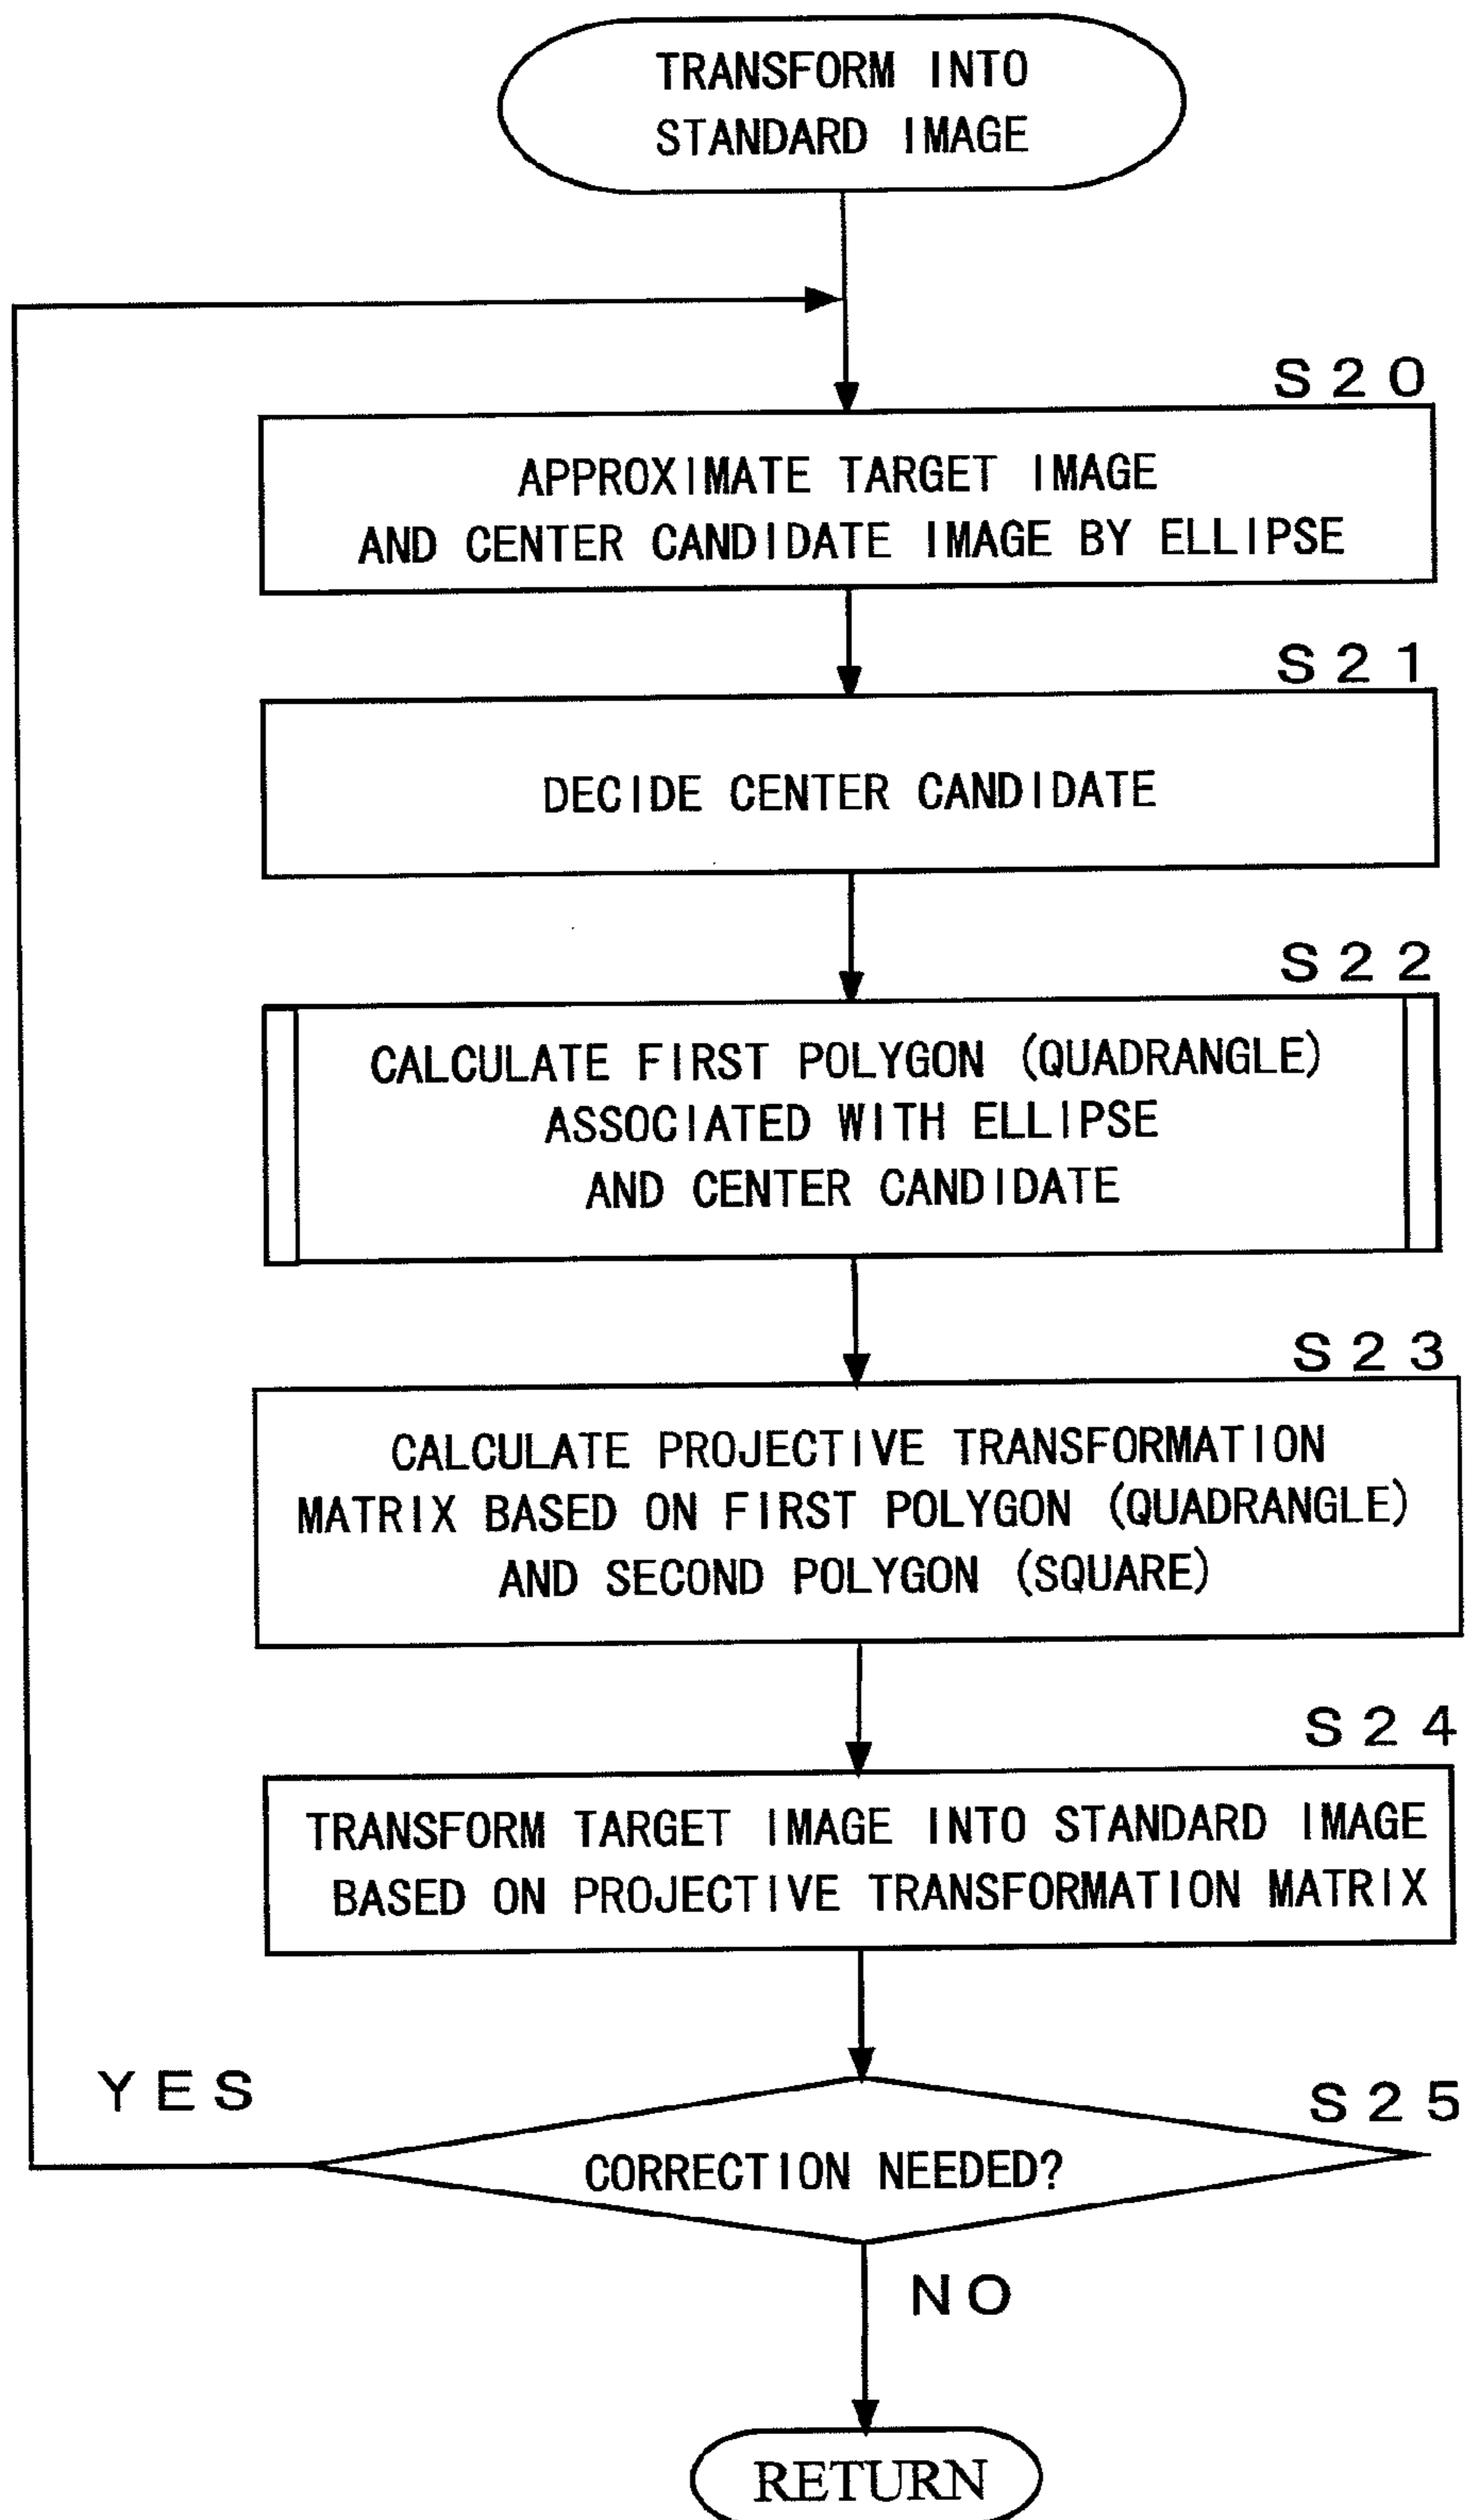 TRANSFORM INTO
STANDARD IMAGE
S20
APPROXIMATE TARGET IMAGE
AND CENTER CANDIDATE IMAGE BY ELLIPSE
S21
DECIDE CENTER CANDIDATE
S22
CALCULATE FIRST POLYGON (QUADRANGLE)
ASSOCIATED WITH ELLIPSE
AND CENTER CANDIDATE
S23
CALCULATE PROJECTIVE TRANSFORMATION
MATRIX BASED ON FIRST POLYGON (QUADRANGLE)
AND SECOND POLYGON (SQUARE)
S24
TRANSFORM TARGET IMAGE INTO STANDARD IMAGE
BASED ON PROJECTIVE TRANSFORMATION MATRIX
YES
S25
CORRECTION NEEDED?
NO
RETURN